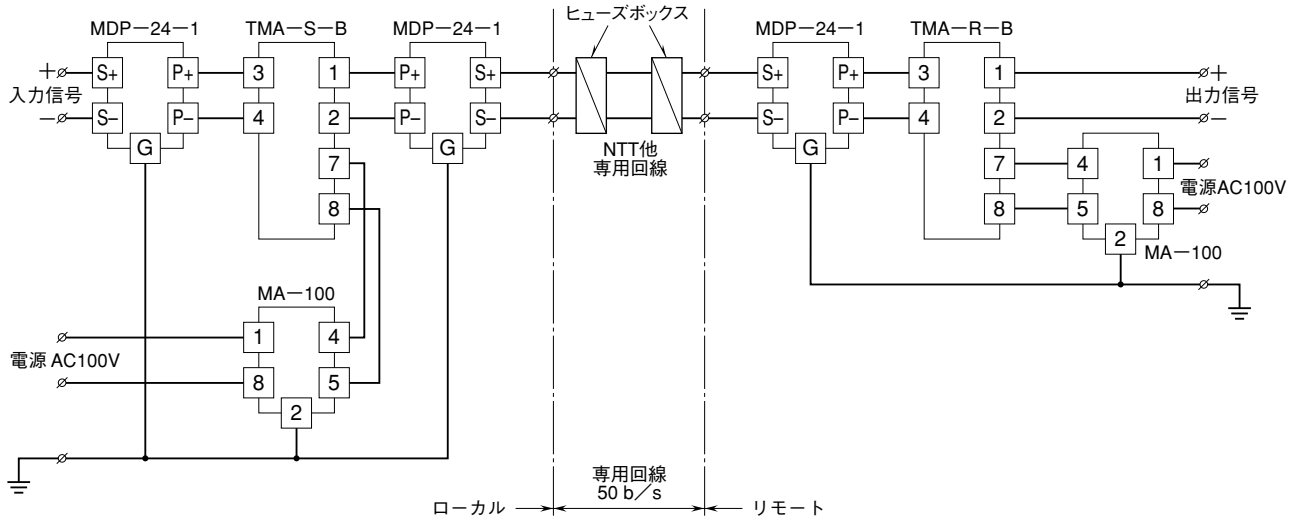 ヒューズボックス
MDP−24−1
TMA−S−B
MDP−24−1
MDP−24−1
TMA−R−B
+
入力信号
−
S+
S−
P+
P−
G
3
4
1
2
7
8
P+
P−
S+
S−
G
NTT他
専用回線
S+
S−
P+
P−
G
3
4
1
2
7
8
+
出力信号
−
4
5
1
8
2
電源AC100V
MA−100
MA−100
電源 AC100V
1
8
4
5
2
専用回線
50 b/s
ローカル
リモート